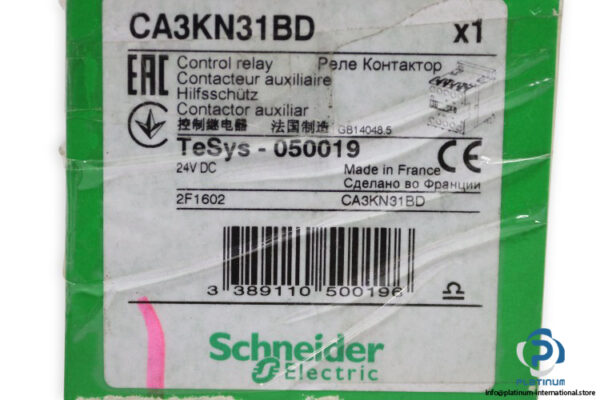 CA3KN31BD x1
EAC Control relay Реле Контактор
Contacteur auxiliaire
Hilfsschütz
Contactor auxiliar
控制继电器 法国制造 GB14048.5
TeSys - 050019
24V DC Made in France CE
Сделано во Франции
2F1602 CA3KN31BD
3 389110 500196
Schneider
Electric
PLATINUM
info@platinum-international.store